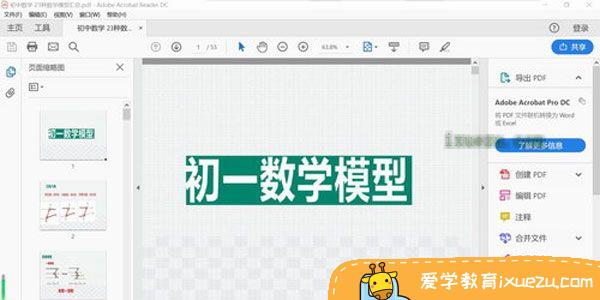 初中数学 23种数学模型汇总.pdf - Adobe Acrobat Reader DC
文件(F) 编辑(E) 视图(V) 窗口(W) 帮助(H)
主页 工具 初中数学 23种数... × 登录
1 / 53 63.8% 共享
页面缩略图 ×
初一数学模型
1
2
初一数学模型
导出 PDF
Adobe Acrobat Pro DC
将 PDF 文件联机转换为 Word
或 Excel
了解更多信息
创建 PDF
编辑 PDF
注释
合并文件
爱学教育ixuezu.com